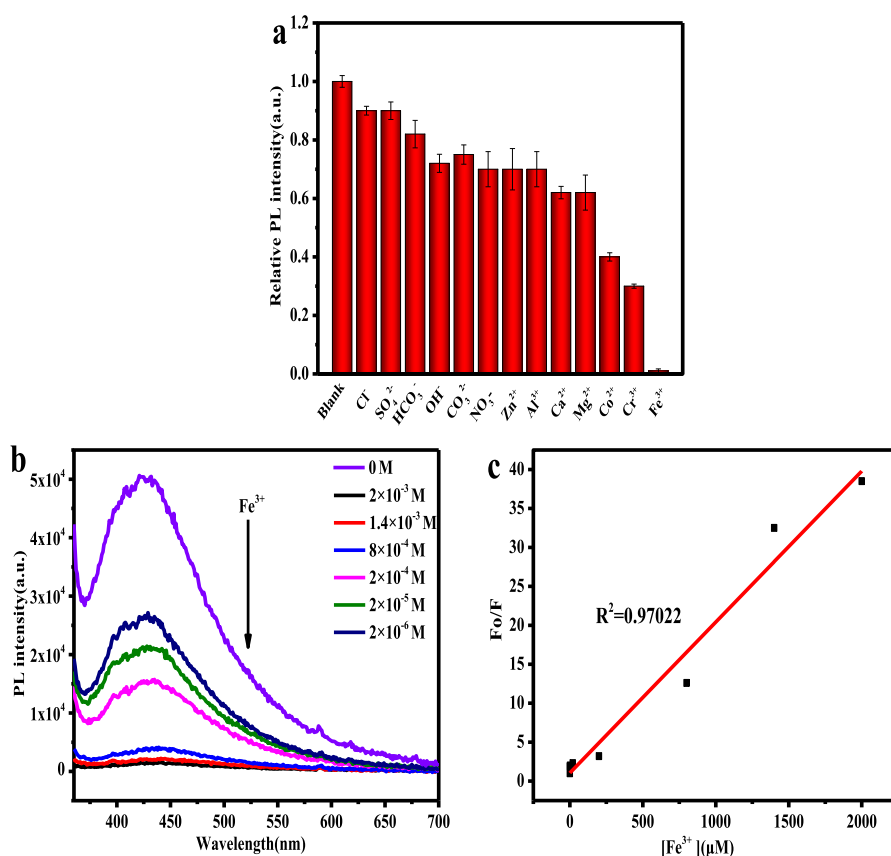 a
Relative PL intensity(a.u.)
1.0
0.8
0.6
0.4
0.2
0.0
Blank
Cl⁻
SO₄²⁻
HCO₃⁻
OH⁻
CO₃²⁻
NO₃⁻
Zn²⁺
Al³⁺
Ca²⁺
Mg²⁺
Co²⁺
Cr³⁺
Fe³⁺
b
PL intensity(a.u.)
5x10⁴
4x10⁴
3x10⁴
2x10⁴
1x10⁴
0
Fe³⁺
0 M
2×10⁻³ M
1.4×10⁻³ M
8×10⁻⁴ M
2×10⁻⁴ M
2×10⁻⁵ M
2×10⁻⁶ M
400 450 500 550 600 650 700
Wavelength(nm)
c
Fo/F
40
35
30
25
20
15
10
5
0
R²=0.97022
0 500 1000 1500 2000
[Fe³⁺ ](μM)